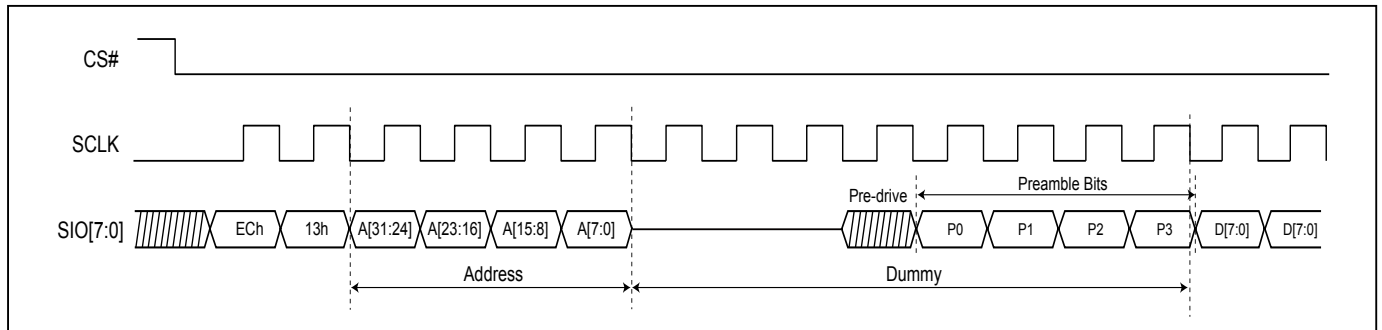 CS#
SCLK
Preamble Bits
Pre-drive
SIO[7:0] ECh 13h A[31:24] A[23:16] A[15:8] A[7:0] P0 P1 P2 P3 D[7:0] D[7:0]
Address Dummy